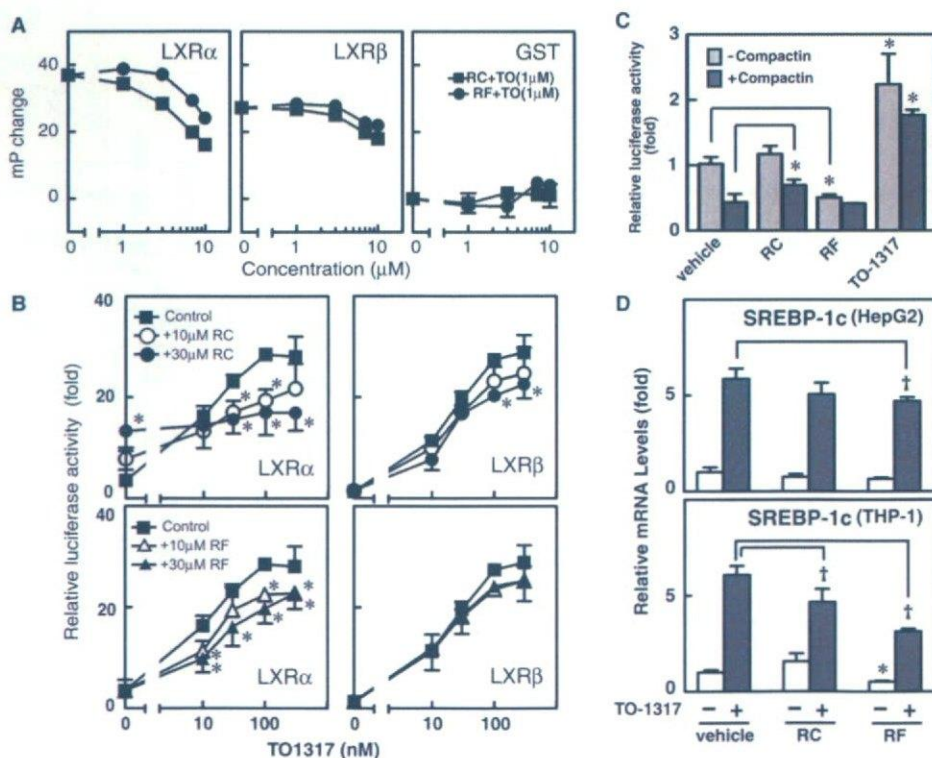 A
LXRα
LXRβ
GST
RC+TO(1μM)
RF+TO(1μM)
mP change
40
20
0
0
1
10
0
1
10
0
1
10
Concentration (μM)
B
Relative luciferase activity (fold)
40
20
0
Control
+10μM RC
+30μM RC
*
*
*
*
*
*
LXRα
*
*
LXRβ
40
20
0
Control
+10μM RF
+30μM RF
*
*
*
*
*
*
*
LXRα
LXRβ
0
10
100
0
10
100
TO1317 (nM)
C
Relative luciferase activity
(fold)
3
2
1
0
-Compactin
+Compactin
*
*
*
*
vehicle
RC
RF
TO-1317
D
Relative mRNA Levels (fold)
SREBP-1c (HepG2)
5
0
†
SREBP-1c (THP-1)
5
0
†
†
*
TO-1317
− + − + − +
vehicle RC RF